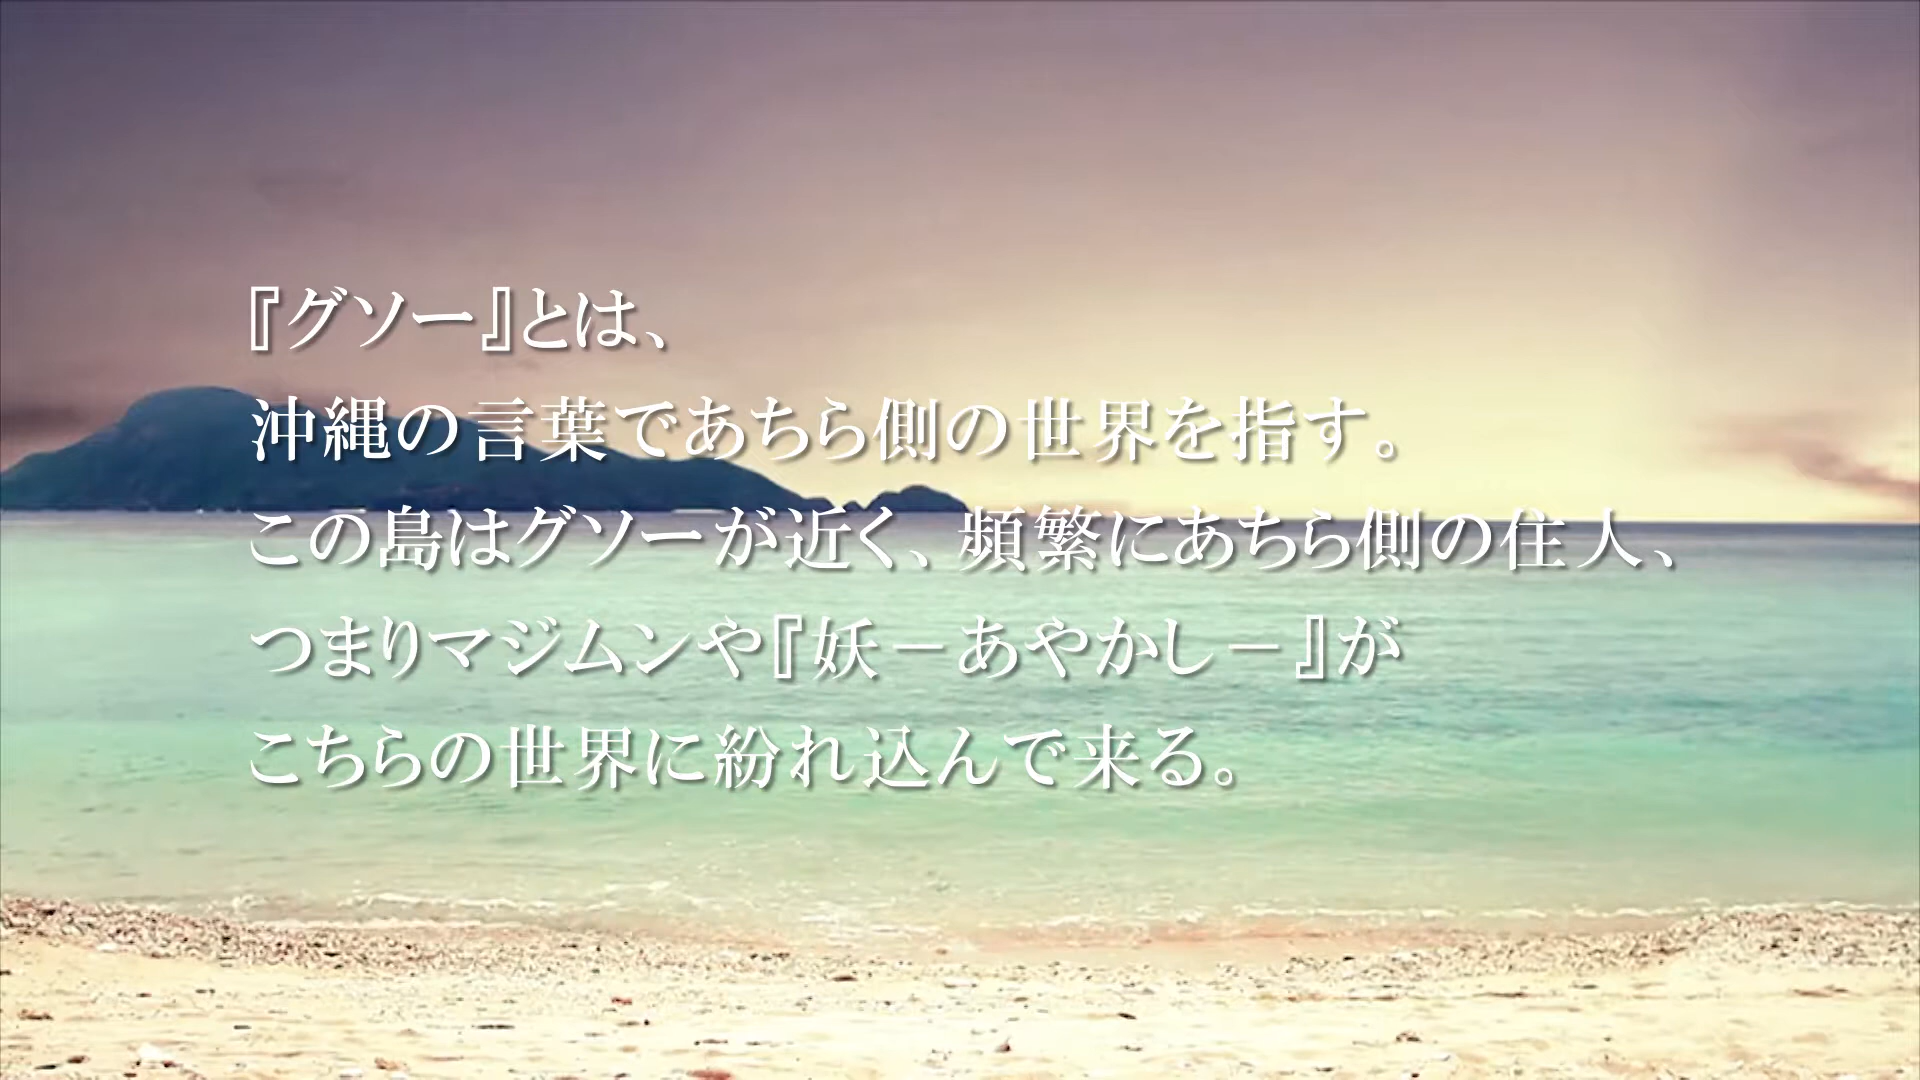 『グソー』とは、
沖縄の言葉であちら側の世界を指す。
この島はグソーが近く、頻繁にあちら側の住人、
つまりマジムンや『妖－あやかし－』が
こちらの世界に紛れ込んで来る。